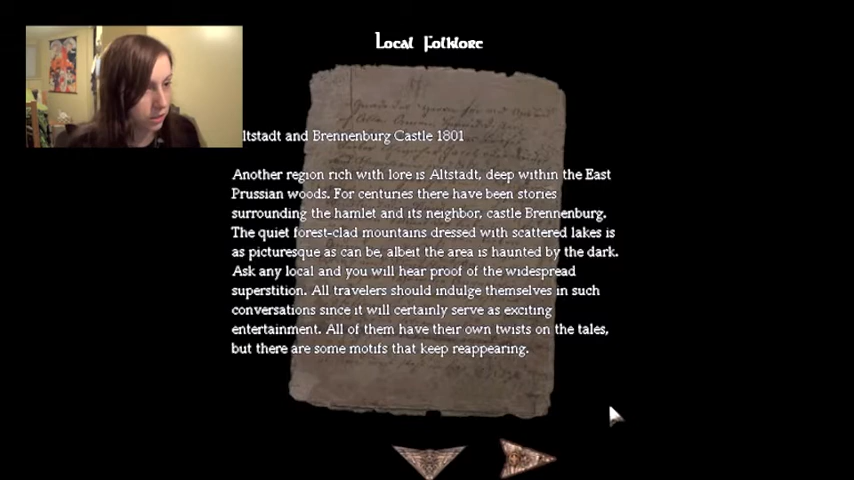 Local Folklore
ltstadt and Brennenburg Castle 1801
Another region rich with lore is Altstadt, deep within the East
Prussian woods. For centuries there have been stories
surrounding the hamlet and its neighbor, castle Brennenburg.
The quiet forest-clad mountains dressed with scattered lakes is
as picturesque as can be, albeit the area is haunted by the dark.
Ask any local and you will hear proof of the widespread
superstition. All travelers should indulge themselves in such
conversations since it will certainly serve as exciting
entertainment. All of them have their own twists on the tales,
but there are some motifs that keep reappearing.